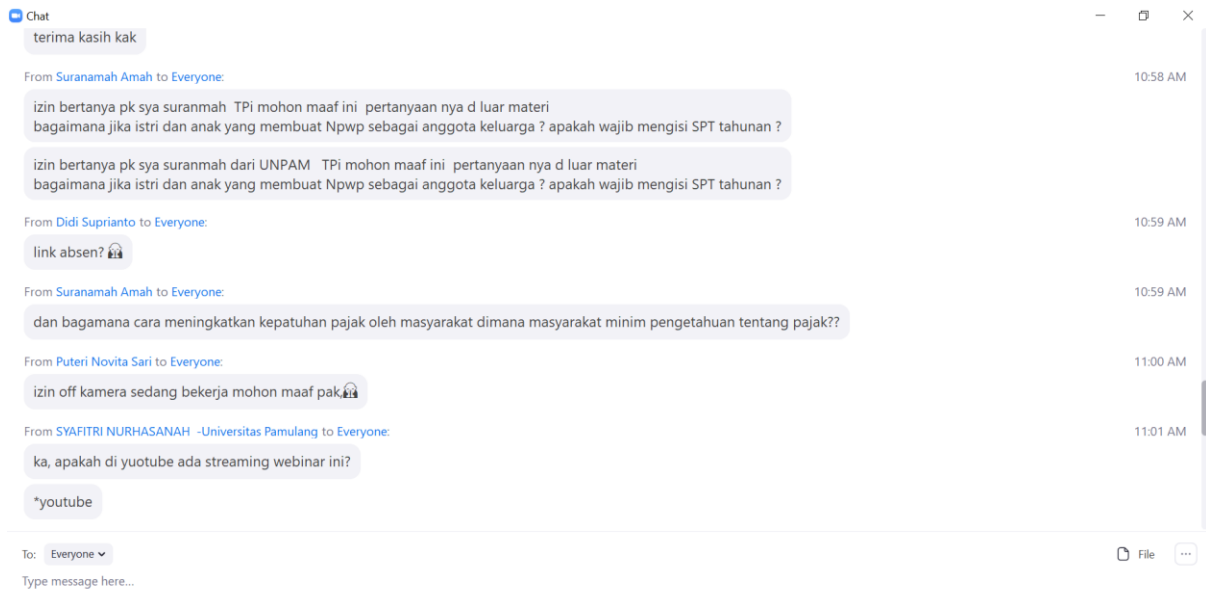 Chat
terima kasih kak
From Suranamah Amah to Everyone:
10:58 AM
izin bertanya pk sya suranmah  TPi mohon maaf ini  pertanyaan nya d luar materi
bagaimana jika istri dan anak yang membuat Npwp sebagai anggota keluarga ? apakah wajib mengisi SPT tahunan ?
izin bertanya pk sya suranmah dari UNPAM   TPi mohon maaf ini  pertanyaan nya d luar materi
bagaimana jika istri dan anak yang membuat Npwp sebagai anggota keluarga ? apakah wajib mengisi SPT tahunan ?
From Didi Suprianto to Everyone:
10:59 AM
link absen?
From Suranamah Amah to Everyone:
10:59 AM
dan bagamana cara meningkatkan kepatuhan pajak oleh masyarakat dimana masyarakat minim pengetahuan tentang pajak??
From Puteri Novita Sari to Everyone:
11:00 AM
izin off kamera sedang bekerja mohon maaf pak,
From SYAFITRI NURHASANAH  -Universitas Pamulang to Everyone:
11:01 AM
ka, apakah di yuotube ada streaming webinar ini?
*youtube
To: Everyone
File
Type message here...